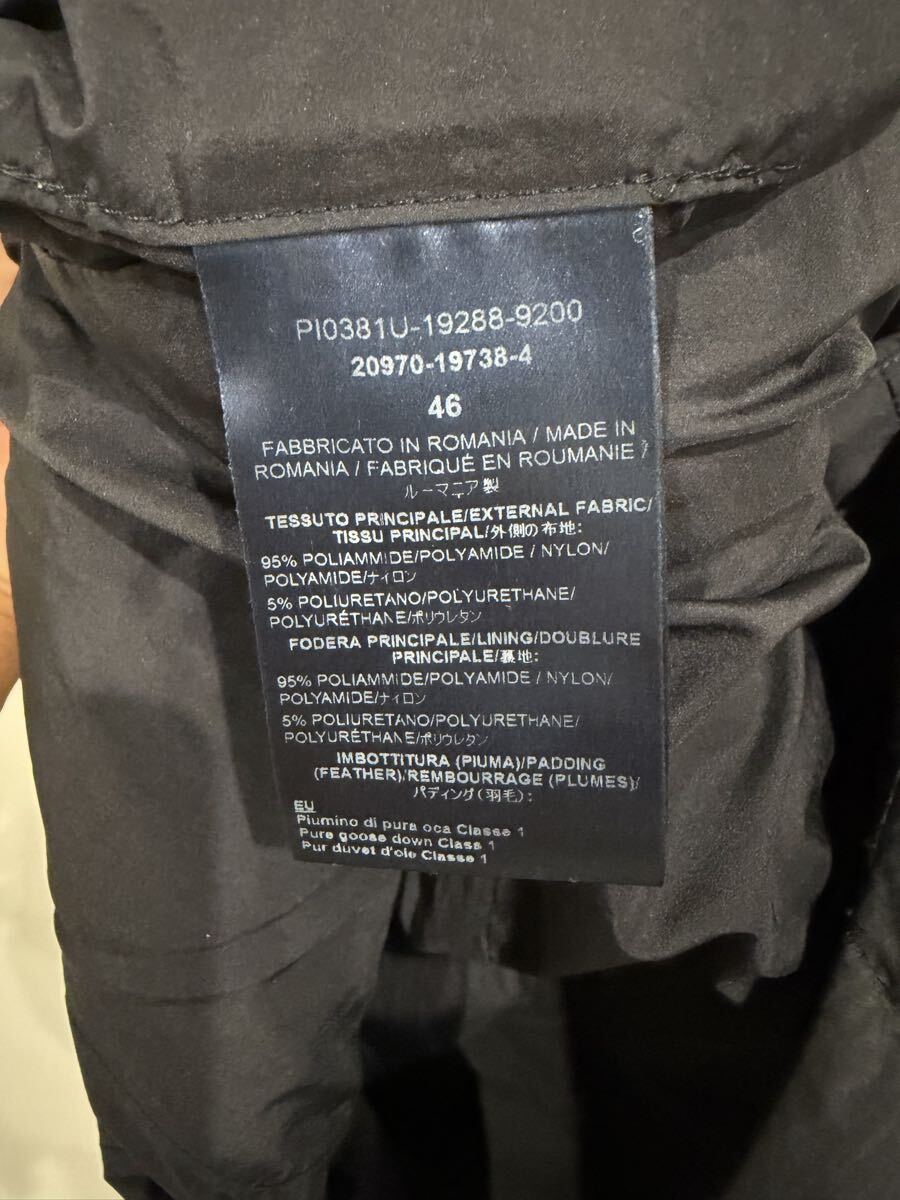 PI0381U-19288-9200
20970-19738-4
46
FABBRICATO IN ROMANIA / MADE IN
ROMANIA / FABRIQUÉ EN ROUMANIE /
ルーマニア製
TESSUTO PRINCIPALE/EXTERNAL FABRIC/
TISSU PRINCIPAL/外側の布地:
95% POLIAMMIDE/POLYAMIDE / NYLON/
POLYAMIDE/ナイロン
5% POLIURETANO/POLYURETHANE/
POLYURÉTHANE/ポリウレタン
FODERA PRINCIPALE/LINING/DOUBLURE
PRINCIPALE/裏地:
95% POLIAMMIDE/POLYAMIDE / NYLON/
POLYAMIDE/ナイロン
5% POLIURETANO/POLYURETHANE/
POLYURÉTHANE/ポリウレタン
IMBOTTITURA (PIUMA)/PADDING
(FEATHER)/REMBOURRAGE (PLUMES)/
パディング(羽毛):
EU
Piumino di pura oca Classe 1
Pure goose down Class 1
Pur duvet d'oie Classe 1